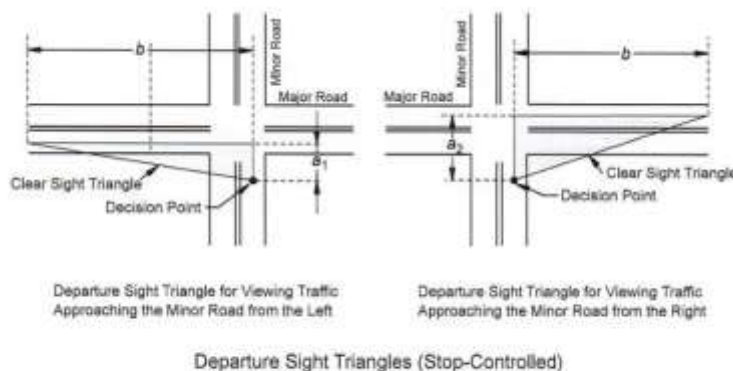 b
Minor Road
Major Road
a1
Clear Sight Triangle
Decision Point
Departure Sight Triangle for Viewing Traffic
Approaching the Minor Road from the Left
b
Minor Road
Major Road
a2
Clear Sight Triangle
Decision Point
Departure Sight Triangle for Viewing Traffic
Approaching the Minor Road from the Right
Departure Sight Triangles (Stop-Controlled)